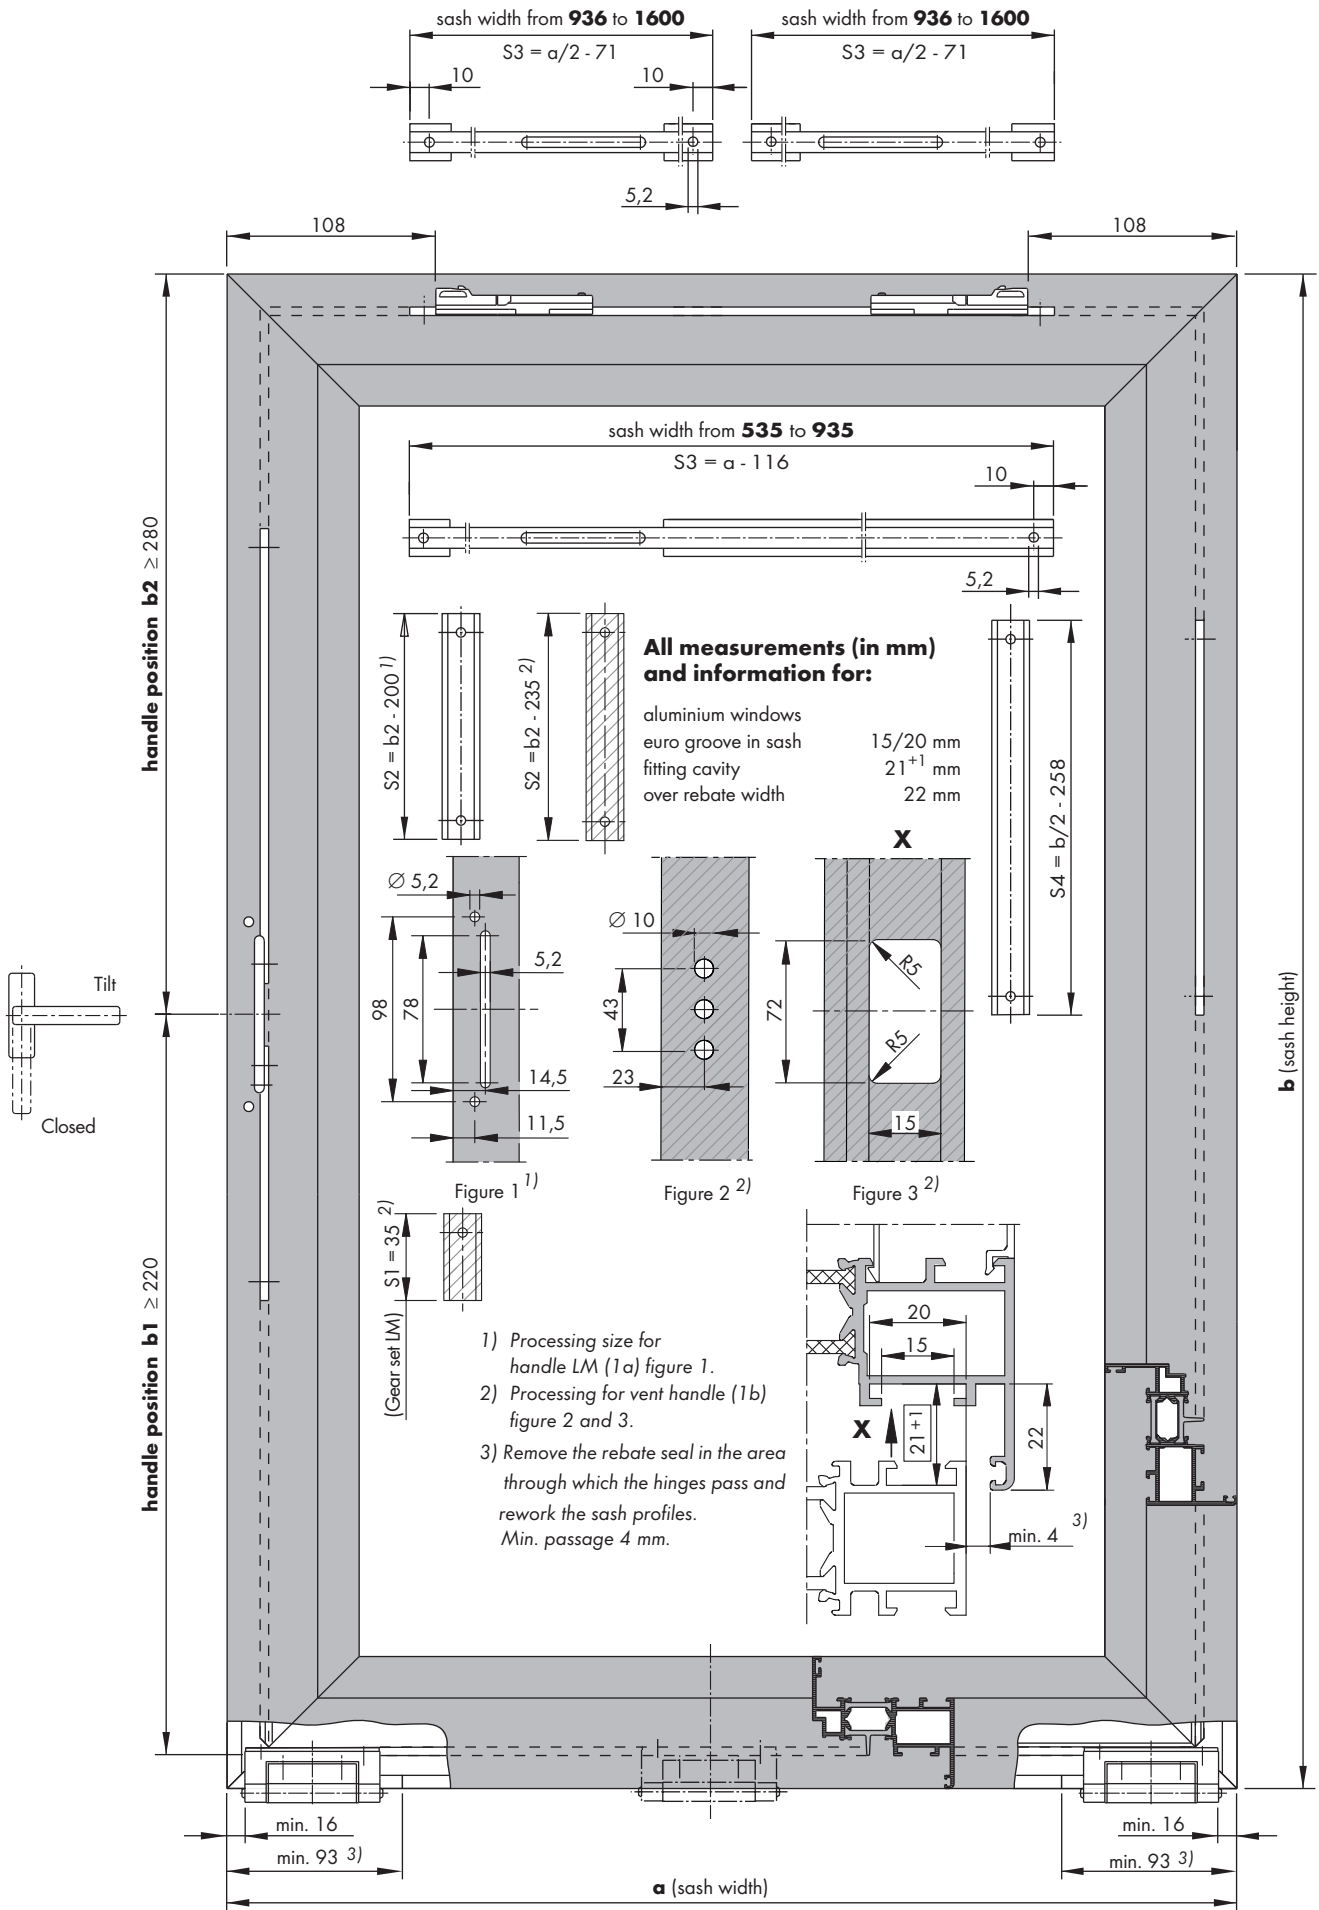 sash width from 936 to 1600
sash width from 936 to 1600
S3 = a/2 - 71
S3 = a/2 - 71
10
10
5,2
108
108
sash width from 535 to 935
S3 = a - 116
10
5,2
handle position b2 ≥ 280
S2 = b2 - 200 1)
S2 = b2 - 235 2)
All measurements (in mm)
and information for:
aluminium windows
euro groove in sash 15/20 mm
fitting cavity 21+1 mm
over rebate width 22 mm
S4 = b/2 - 258
X
Ø 5,2
98
78
5,2
14,5
11,5
Figure 1 1)
Ø 10
43
23
Figure 2 2)
72
R5
R5
15
Figure 3 2)
Tilt
Closed
b (sash height)
handle position b1 ≥ 220
S1 = 35 2)
(Gear set LM)
1) Processing size for
handle LM (1a) figure 1.
2) Processing for vent handle (1b)
figure 2 and 3.
3) Remove the rebate seal in the area
through which the hinges pass and
rework the sash profiles.
Min. passage 4 mm.
20
15
X
21+1
22
min. 4 3)
min. 16
min. 93 3)
min. 16
min. 93 3)
a (sash width)